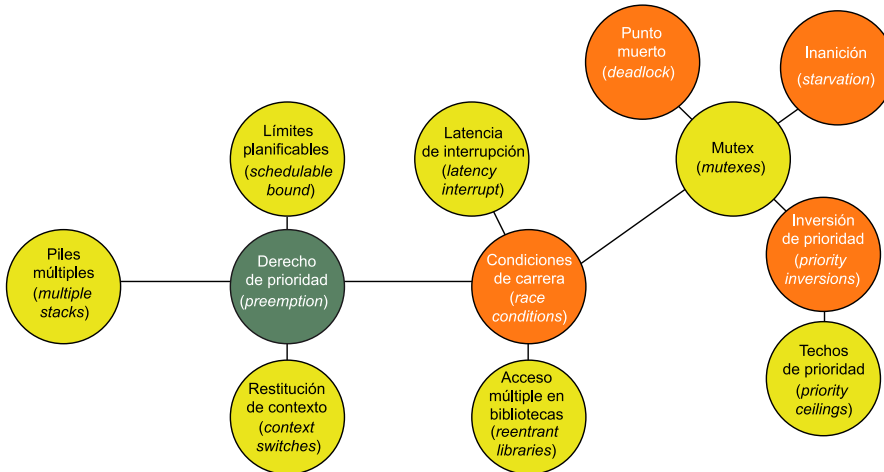 Punto
muerto
(deadlock)
Inanición
(starvation)
Límites
planificables
(schedulable
bound)
Latencia
de interrupción
(latency
interrupt)
Mutex
(mutexes)
Piles
múltiples
(multiple
stacks)
Derecho
de prioridad
(preemption)
Condiciones
de carrera
(race
conditions)
Inversión
de prioridad
(priority
inversions)
Restitución
de contexto
(context
switches)
Acceso
múltiple en
bibliotecas
(reentrant
libraries)
Techos
de prioridad
(priority
ceilings)